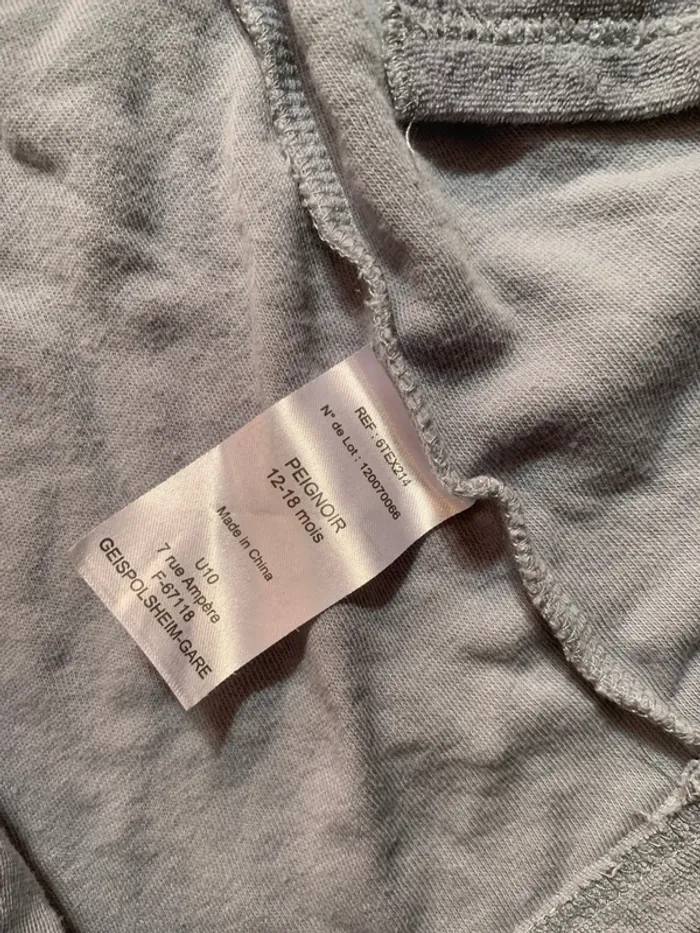 REF : 6TEX214
N° de Lot : 120070066
PEIGNOIR
12-18 mois
Made in China
U10
7 rue Ampère
F-67118
GEISPOLSHEIM-GARE